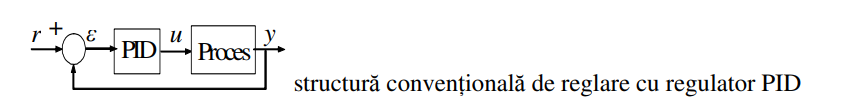 r + ε PID u Proces y
structură convențională de reglare cu regulator PID